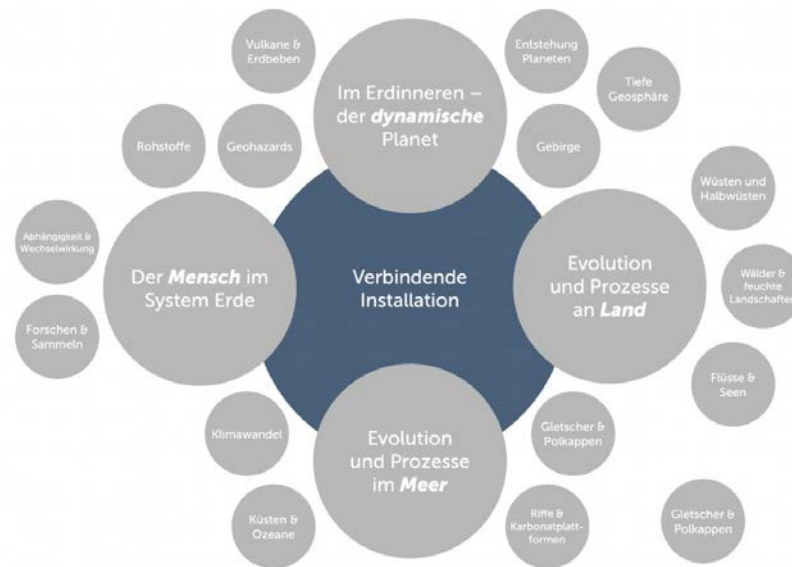 Vulkane &
Erdbeben
Im Erdinneren –
der dynamische
Planet
Entstehung
Planeten
Tiefe
Geosphäre
Rohstoffe
Geohazards
Gebirge
Wüsten und
Halbwüsten
Abhängigkeit &
Wechselwirkung
Der Mensch im
System Erde
Verbindende
Installation
Evolution
und Prozesse
an Land
Wälder &
feuchte
Landschaften
Forschen &
Sammeln
Flüsse &
Seen
Klimawandel
Evolution
und Prozesse
im Meer
Gletscher &
Polkappen
Küsten &
Ozeane
Riffe &
Karbonatplatt-
formen
Gletscher &
Polkappen